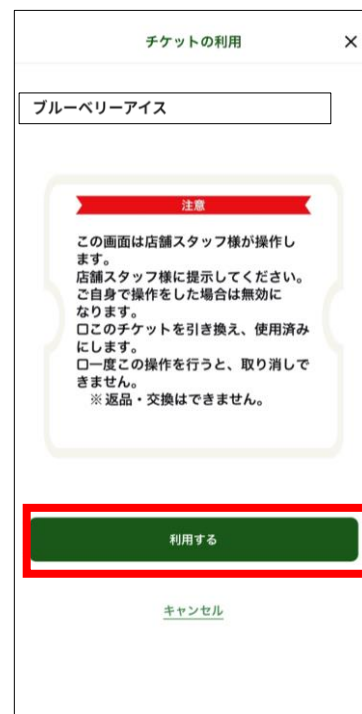 チケットの利用 ×
ブルーベリーアイス
注意
この画面は店舗スタッフ様が操作し
ます。
店舗スタッフ様に提示してください。
ご自身で操作をした場合は無効に
なります。
□このチケットを引き換え、使用済み
にします。
□一度この操作を行うと、取り消しで
きません。
※返品・交換はできません。
利用する
キャンセル